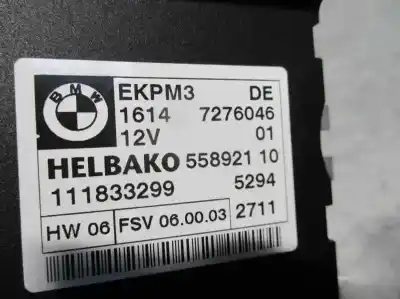 BMW
EKPM3 DE
1614 7276046
12V 01
HELBAKO 558921 10
111833299 5294
HW 06 FSV 06.00.03 2711